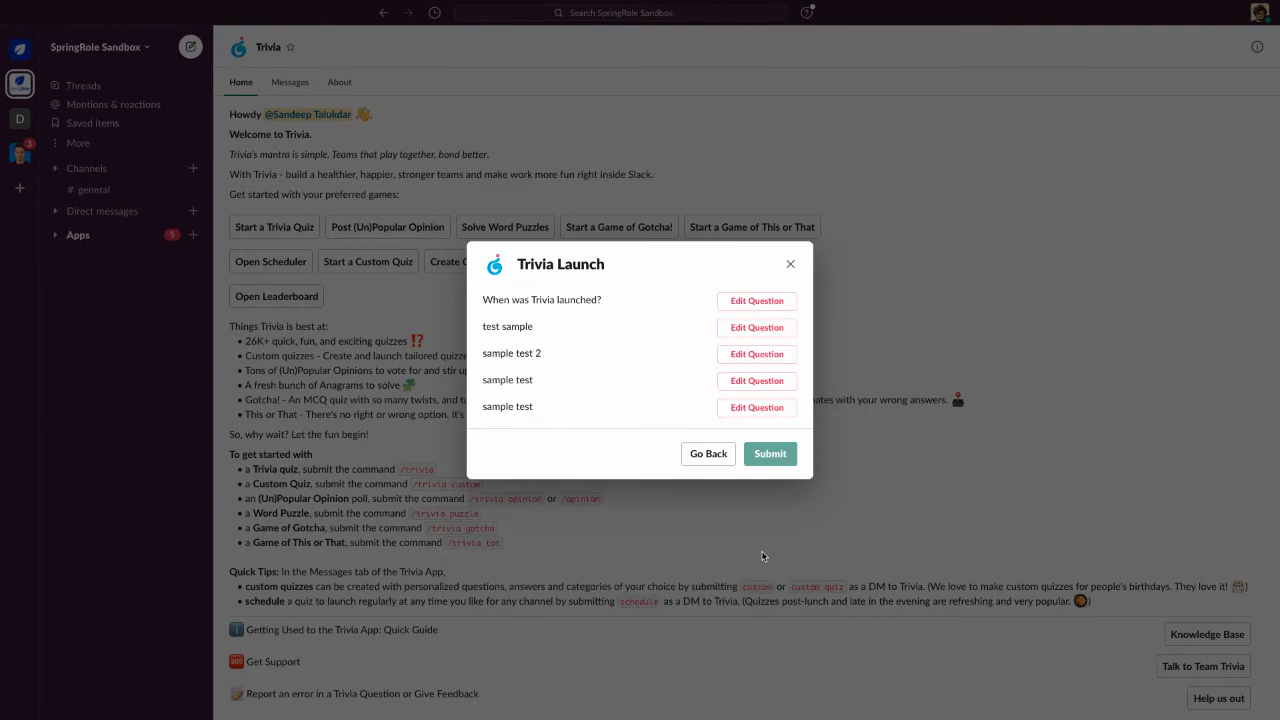 Search SpringRole Sandbox
SpringRole Sandbox
Threads
Mentions & reactions
Saved items
More
Channels
# general
Direct messages
Apps
5
D
3
Trivia
Home
Messages
About
Howdy @Sandeep Talukdar
Welcome to Trivia.
Trivia's mantra is simple. Teams that play together, bond better.
With Trivia - build a healthier, happier, stronger teams and make work more fun right inside Slack.
Get started with your preferred games:
Start a Trivia Quiz
Post (Un)Popular Opinion
Solve Word Puzzles
Start a Game of Gotcha!
Start a Game of This or That
Open Scheduler
Start a Custom Quiz
Create
Open Leaderboard
Things Trivia is best at:
• 26K+ quick, fun, and exciting quizzes ⁉️
• Custom quizzes - Create and launch tailored quizze
• Tons of (Un)Popular Opinions to vote for and stir up
• A fresh bunch of Anagrams to solve
• Gotcha! - An MCQ quiz with so many twists, and tu
mates with your wrong answers.
• This or That - There's no right or wrong option. It's
So, why wait? Let the fun begin!
To get started with
• a Trivia quiz, submit the command /trivia
• a Custom Quiz, submit the command /trivia custom
• an (Un)Popular Opinion poll, submit the command /trivia opinion or /opinion
• a Word Puzzle, submit the command /trivia puzzle
• a Game of Gotcha, submit the command /trivia gotcha
• a Game of This or That, submit the command /trivia tot
Quick Tips: In the Messages tab of the Trivia App,
• custom quizzes can be created with personalized questions, answers and categories of your choice by submitting custom or custom quiz as a DM to Trivia. (We love to make custom quizzes for people's birthdays. They love it! )
• schedule a quiz to launch regularly at any time you like for any channel by submitting schedule as a DM to Trivia. (Quizzes post-lunch and late in the evening are refreshing and very popular. )
Getting Used to the Trivia App: Quick Guide
Knowledge Base
SOS Get Support
Talk to Team Trivia
Report an error in a Trivia Question or Give Feedback
Help us out
Trivia Launch
When was Trivia launched?
Edit Question
test sample
Edit Question
sample test 2
Edit Question
sample test
Edit Question
sample test
Edit Question
Go Back
Submit